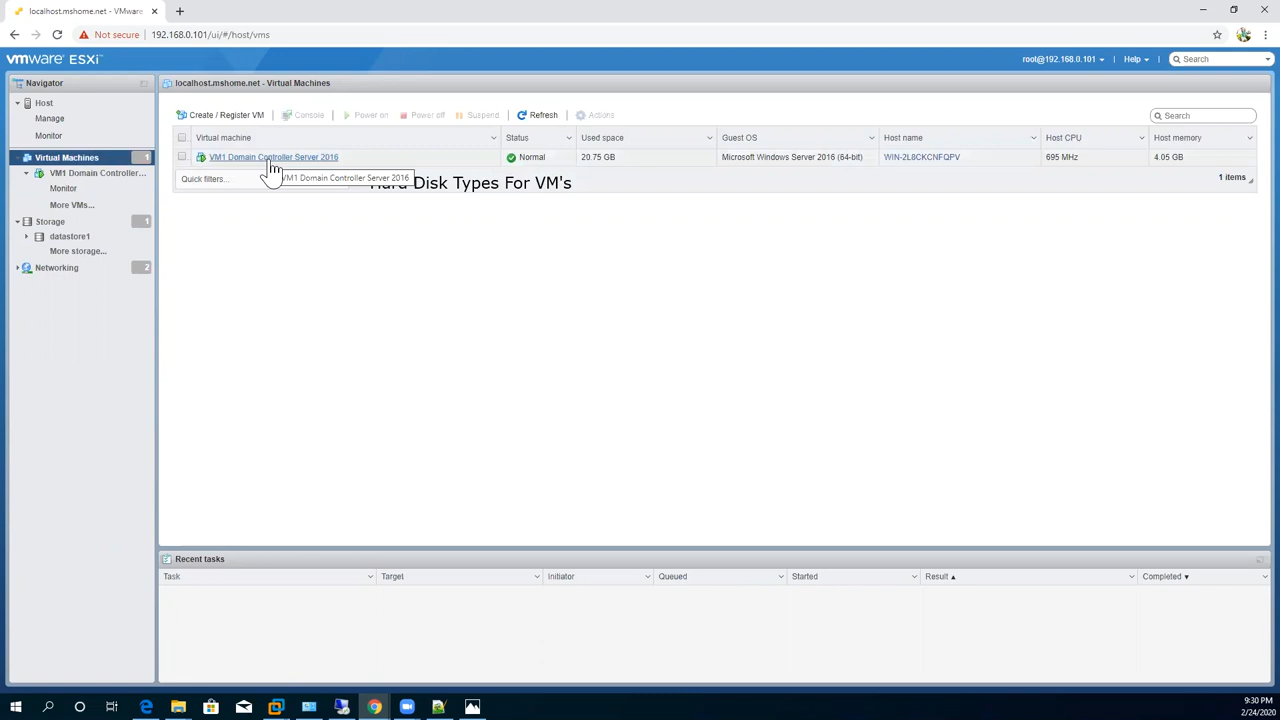 localhost.mshome.net - VMware
Not secure
192.168.0.101/ui/#/host/vms
vmware ESXi
root@192.168.0.101
Help
Search
Navigator
Host
Manage
Monitor
Virtual Machines
1
VM1 Domain Controller...
Monitor
More VMs...
Storage
1
datastore1
More storage...
Networking
2
localhost.mshome.net - Virtual Machines
Create / Register VM
Console
Power on
Power off
Suspend
Refresh
Actions
Search
Virtual machine
Status
Used space
Guest OS
Host name
Host CPU
Host memory
VM1 Domain Controller Server 2016
Normal
20.75 GB
Microsoft Windows Server 2016 (64-bit)
WIN-2L8CKCNFQPV
695 MHz
4.05 GB
Quick filters...
VM1 Domain Controller Server 2016
Hard Disk Types For VM's
1 items
Recent tasks
Task
Target
Initiator
Queued
Started
Result
Completed
9:30 PM
2/24/2020